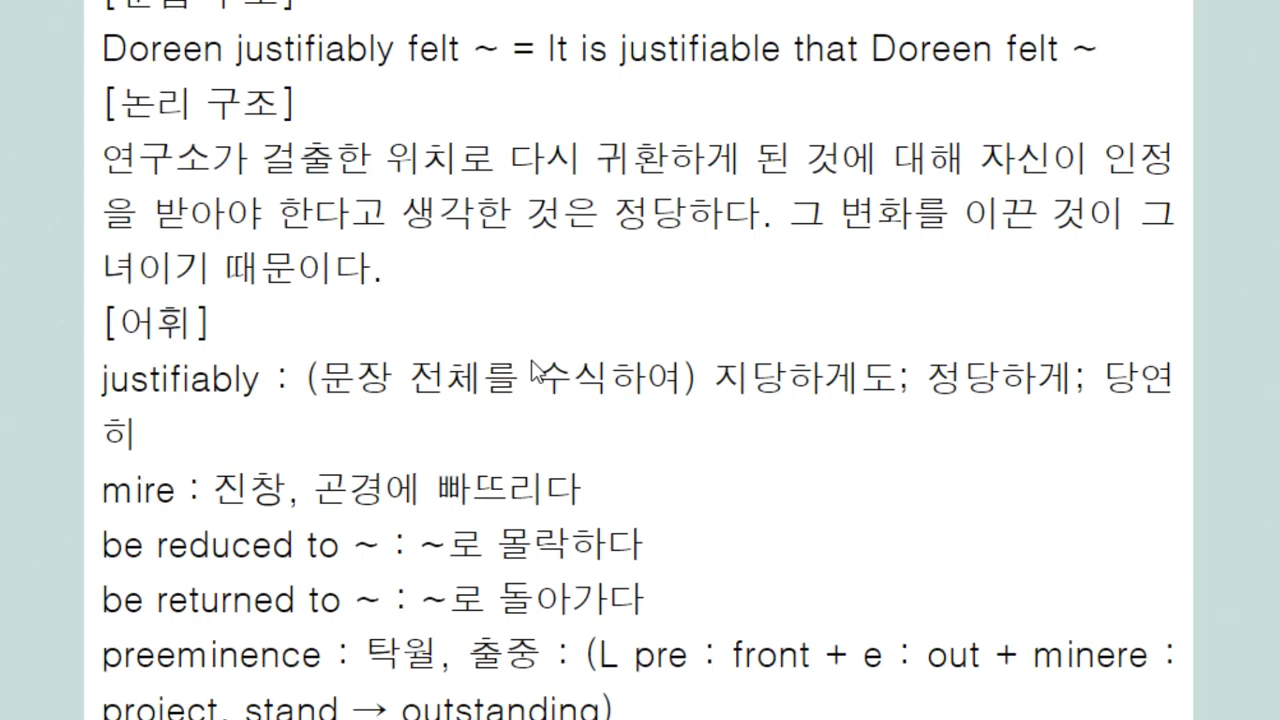 [문법 구조]
Doreen justifiably felt ~ = It is justifiable that Doreen felt ~
[논리 구조]
연구소가 걸출한 위치로 다시 귀환하게 된 것에 대해 자신이 인정
을 받아야 한다고 생각한 것은 정당하다. 그 변화를 이끈 것이 그
녀이기 때문이다.
[어휘]
justifiably : (문장 전체를 수식하여) 지당하게도; 정당하게; 당연
히
mire : 진창, 곤경에 빠뜨리다
be reduced to ~ : ~로 몰락하다
be returned to ~ : ~로 돌아가다
preeminence : 탁월, 출중 : (L pre : front + e : out + minere :
project, stand → outstanding)